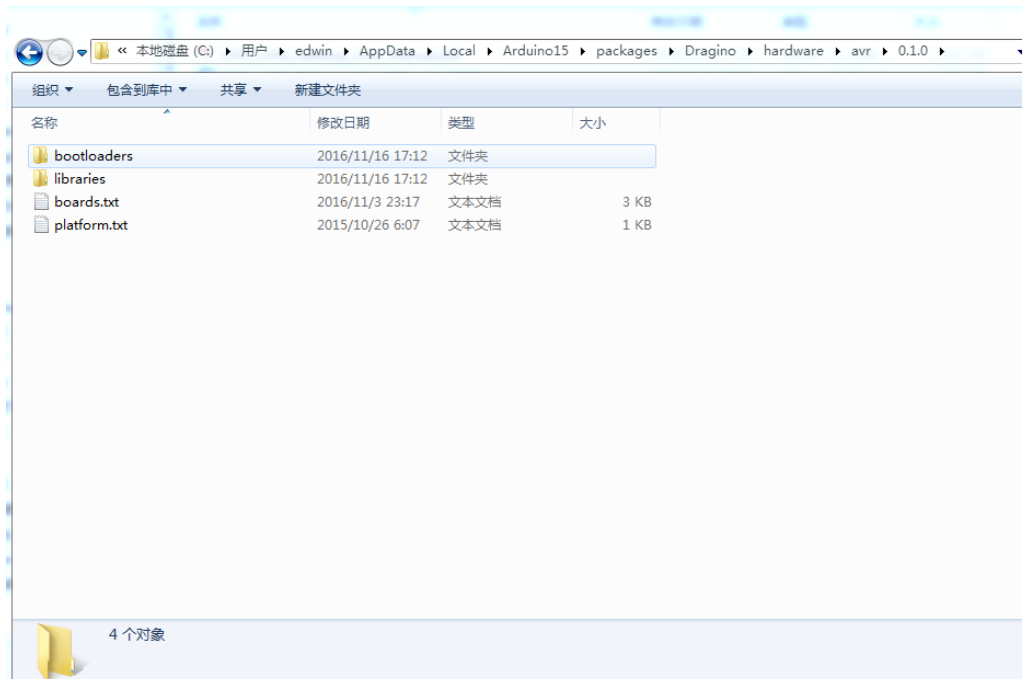 « 本地磁盘 (C:) 用户 edwin AppData Local Arduino15 packages Dragino hardware avr 0.1.0
组织 包含到库中 共享 新建文件夹
名称 修改日期 类型 大小
bootloaders 2016/11/16 17:12 文件夹
libraries 2016/11/16 17:12 文件夹
boards.txt 2016/11/3 23:17 文本文档 3 KB
platform.txt 2015/10/26 6:07 文本文档 1 KB
4 个对象